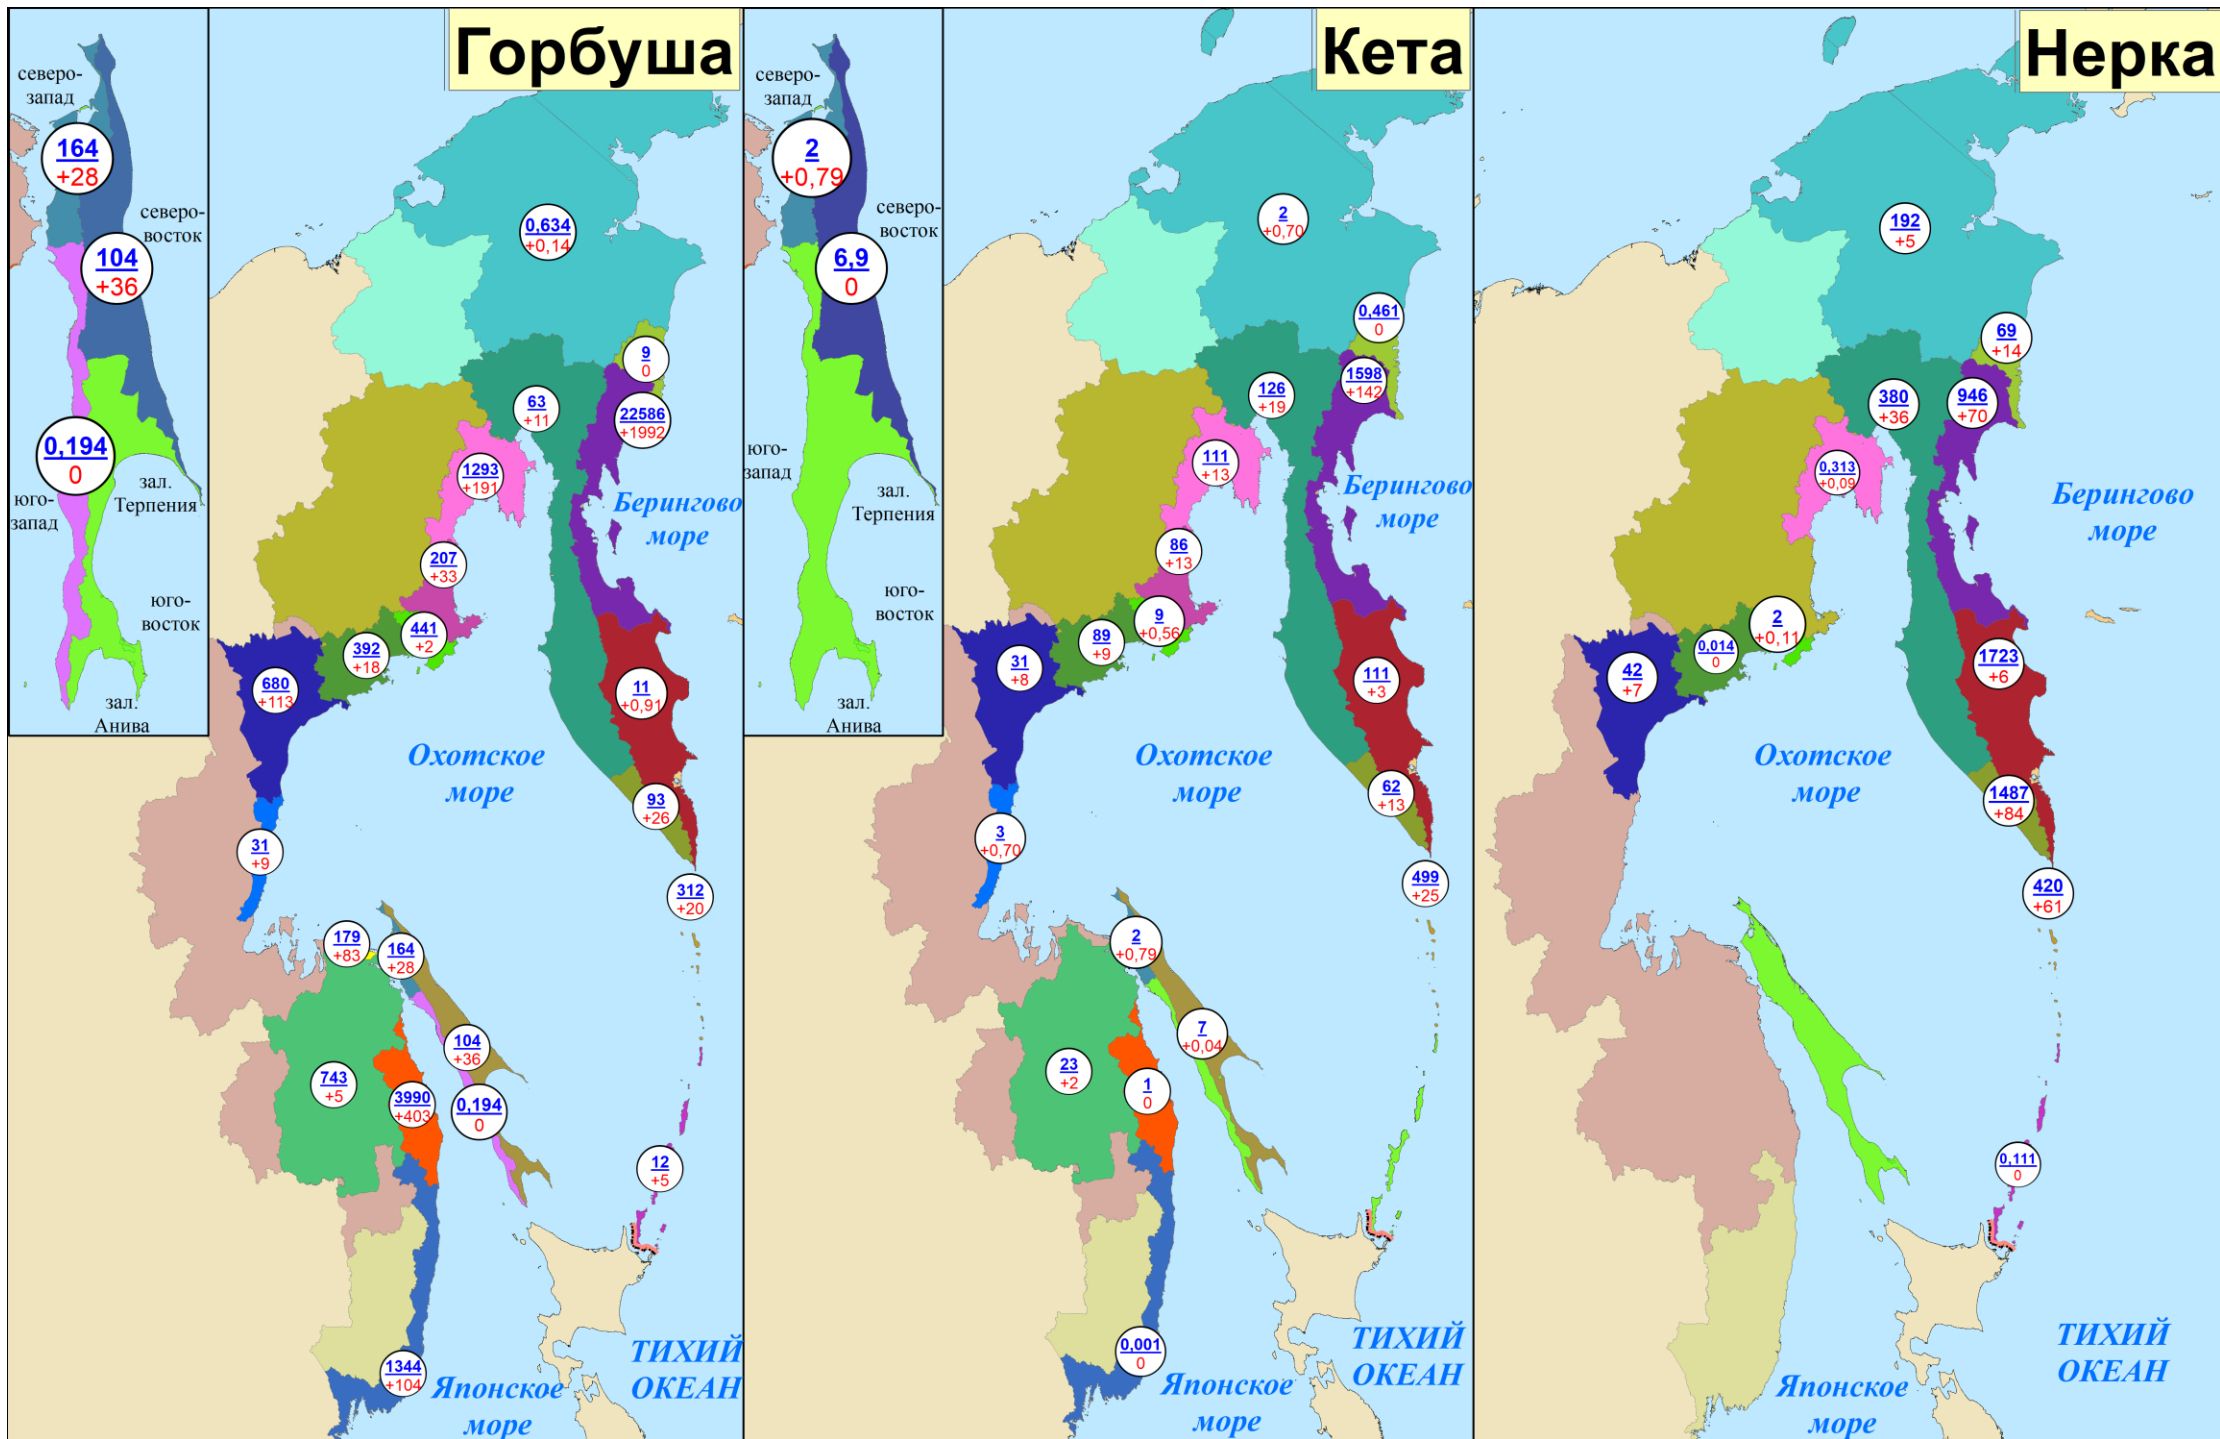 Горбуша
северо-
запад
164
+28
северо-
восток
104
+36
0,194
0
юго-
запад
зал.
Терпения
юго-
восток
зал.
Анива
0,634
+0,14
9
0
63
+11
22586
+1992
1293
+191
Берингово
море
207
+33
441
+2
392
+18
680
+113
11
+0,91
Охотское
море
93
+26
31
+9
312
+20
179
+83
164
+28
104
+36
743
+5
3990
+403
0,194
0
12
+5
1344
+104
ТИХИЙ
ОКЕАН
Японское
море
Кета
северо-
запад
2
+0,79
северо-
восток
6,9
0
юго-
запад
зал.
Терпения
юго-
восток
зал.
Анива
2
+0,70
0,461
0
1598
+142
126
+19
111
+13
Берингово
море
86
+13
9
+0,56
89
+9
31
+8
111
+3
Охотское
море
62
+13
3
+0,70
499
+25
2
+0,79
7
+0,04
23
+2
1
0
0,001
0
ТИХИЙ
ОКЕАН
Японское
море
Нерка
192
+5
69
+14
380
+36
946
+70
0,313
+0,09
Берингово
море
2
+0,11
0,014
0
42
+7
1723
+6
Охотское
море
1487
+84
420
+61
0,111
0
ТИХИЙ
ОКЕАН
Японское
море